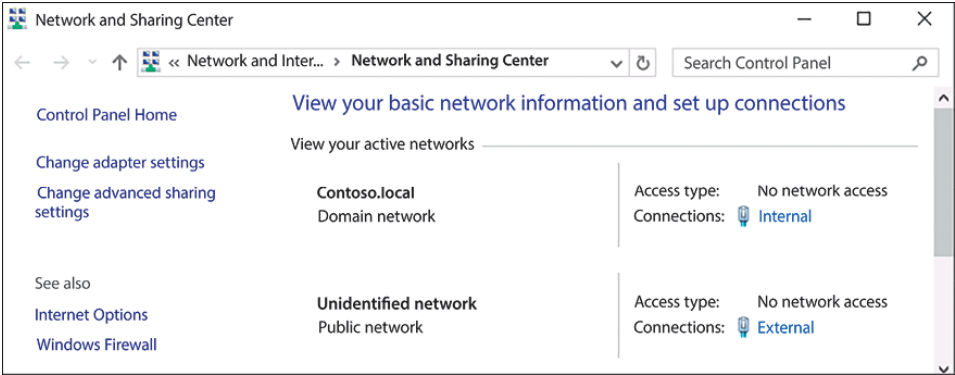 Network and Sharing Center
« Network and Inter... › Network and Sharing Center
Search Control Panel
Control Panel Home
Change adapter settings
Change advanced sharing
settings
See also
Internet Options
Windows Firewall
View your basic network information and set up connections
View your active networks
Contoso.local
Domain network
Access type: No network access
Connections: Internal
Unidentified network
Public network
Access type: No network access
Connections: External